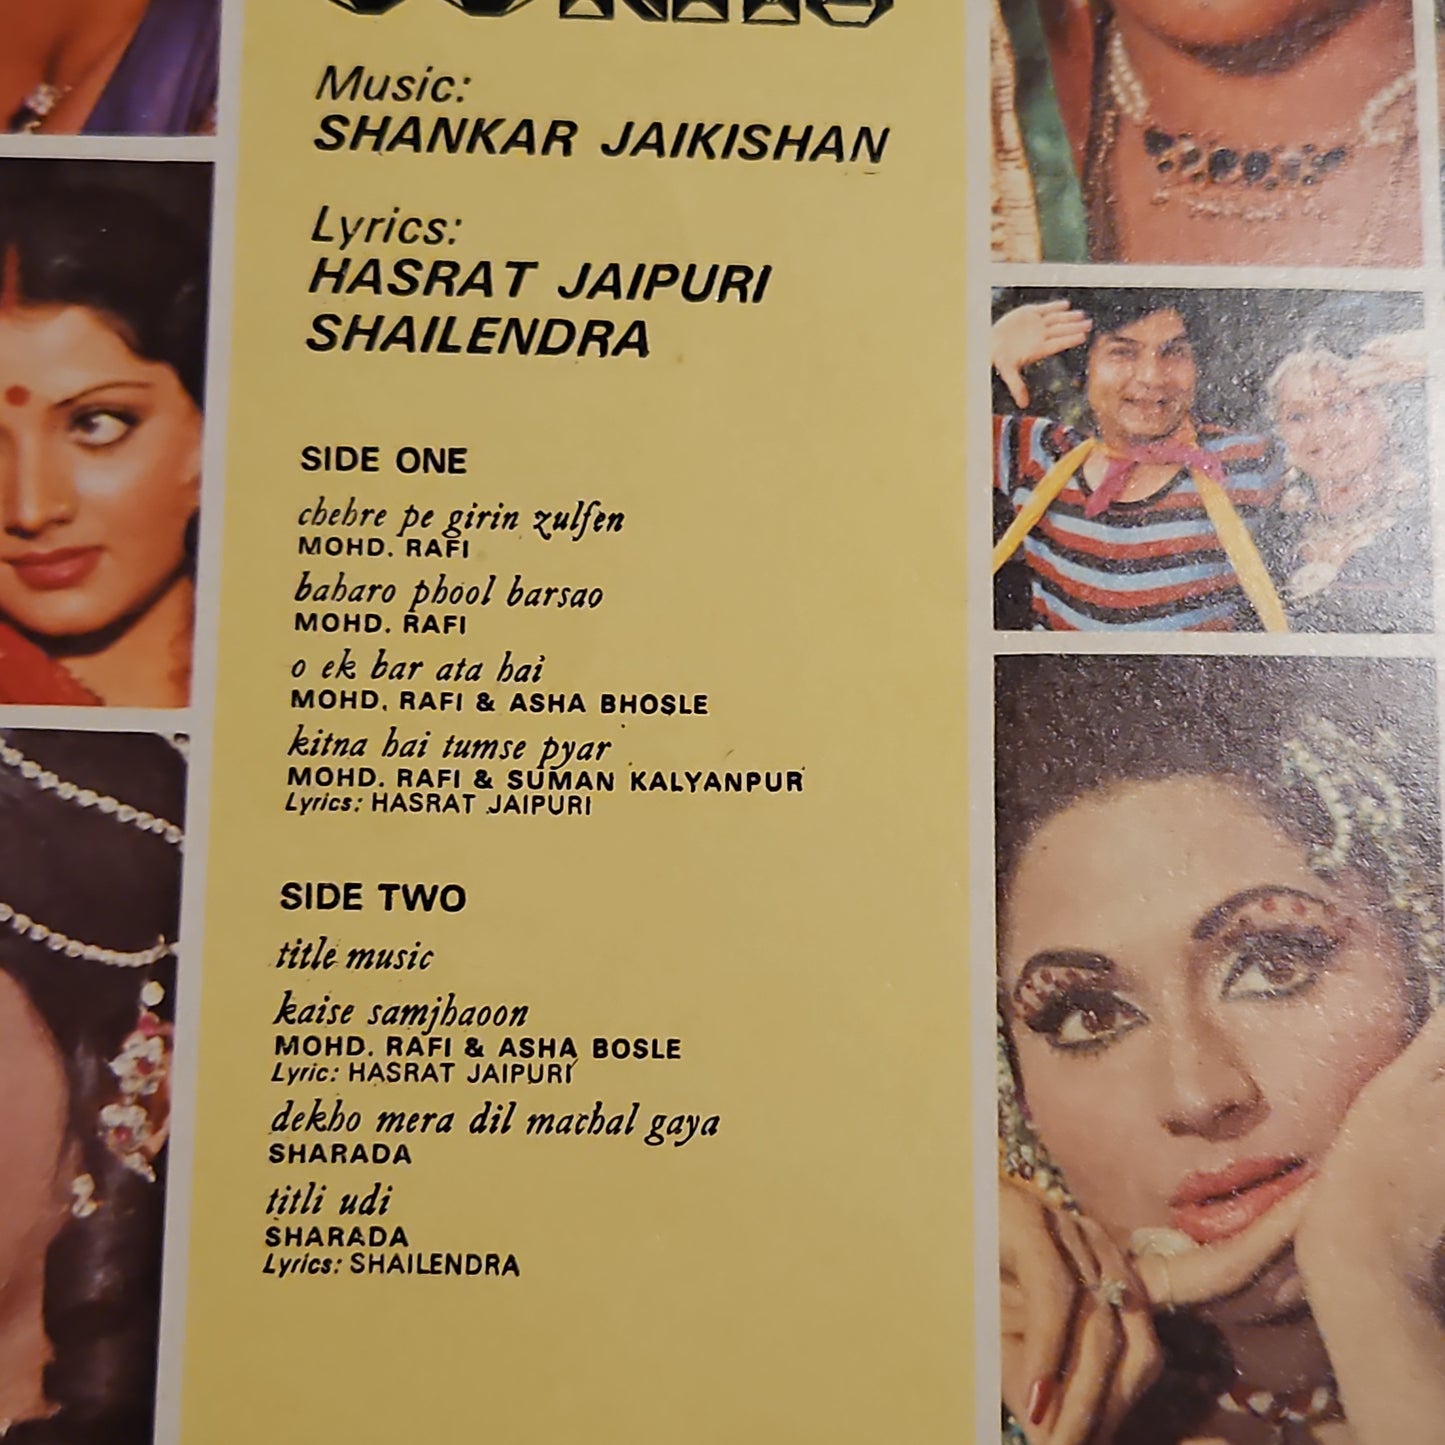 Music:
SHANKAR JAIKISHAN
Lyrics:
HASRAT JAIPURI
SHAILENDRA
SIDE ONE
chehre pe girin zulfen
MOHD. RAFI
baharo phool barsao
MOHD. RAFI
o ek bar ata hai
MOHD. RAFI & ASHA BHOSLE
kitna hai tumse pyar
MOHD. RAFI & SUMAN KALYANPUR
Lyrics: HASRAT JAIPURI
SIDE TWO
title music
kaise samjhaoon
MOHD. RAFI & ASHA BOSLE
Lyric: HASRAT JAIPURI
dekho mera dil machal gaya
SHARADA
titli udi
SHARADA
Lyrics: SHAILENDRA